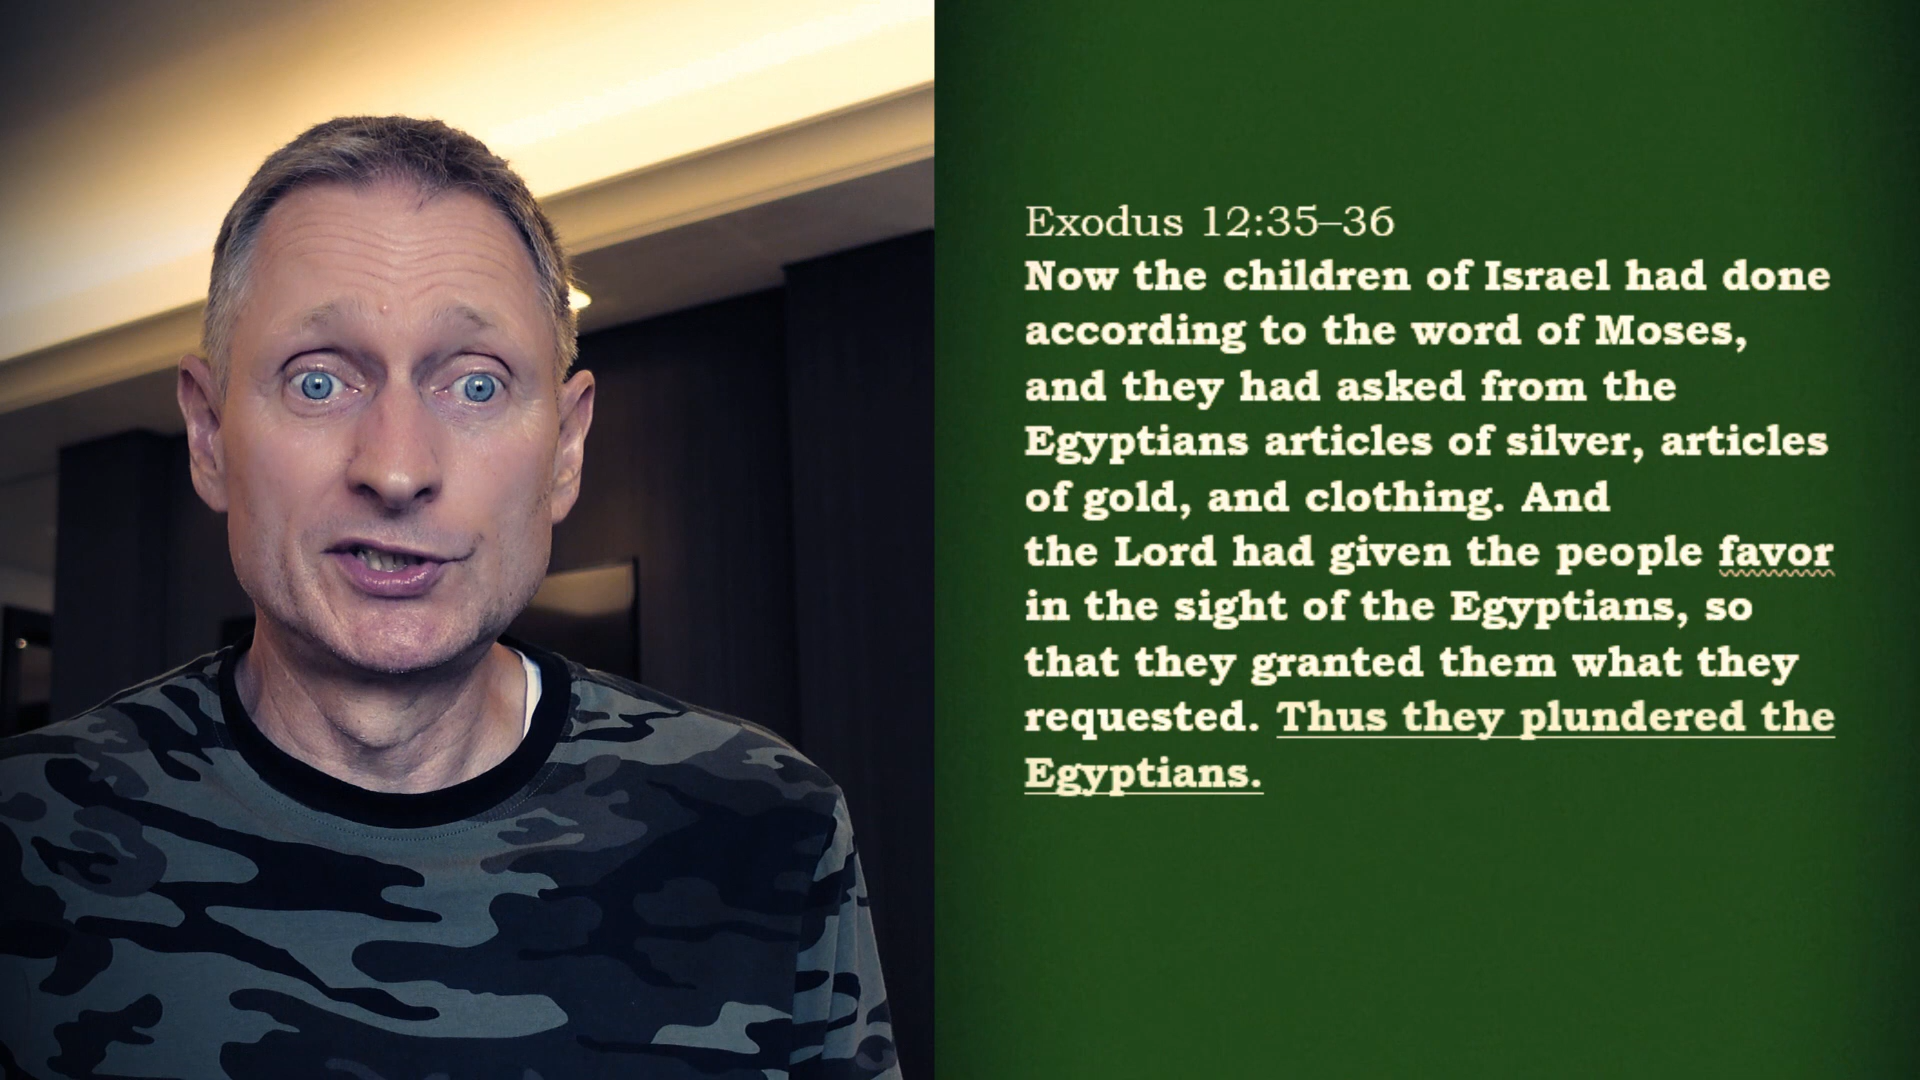 Exodus 12:35–36
Now the children of Israel had done
according to the word of Moses,
and they had asked from the
Egyptians articles of silver, articles
of gold, and clothing. And
the Lord had given the people favor
in the sight of the Egyptians, so
that they granted them what they
requested. Thus they plundered the
Egyptians.